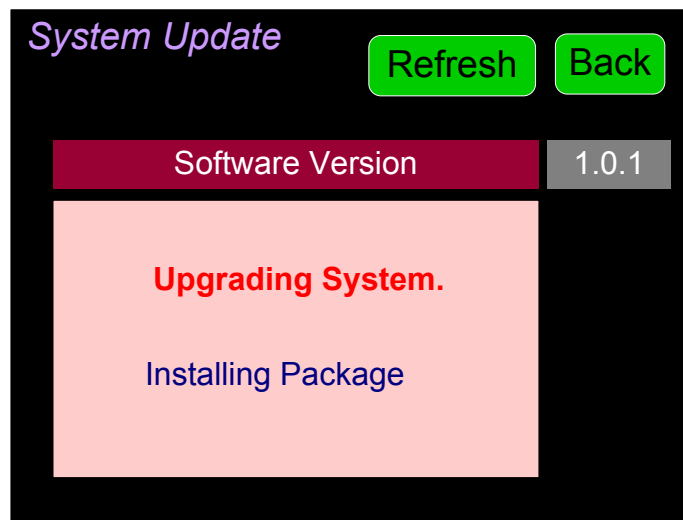 System Update
Refresh
Back
Software Version
1.0.1
Upgrading System.
Installing Package